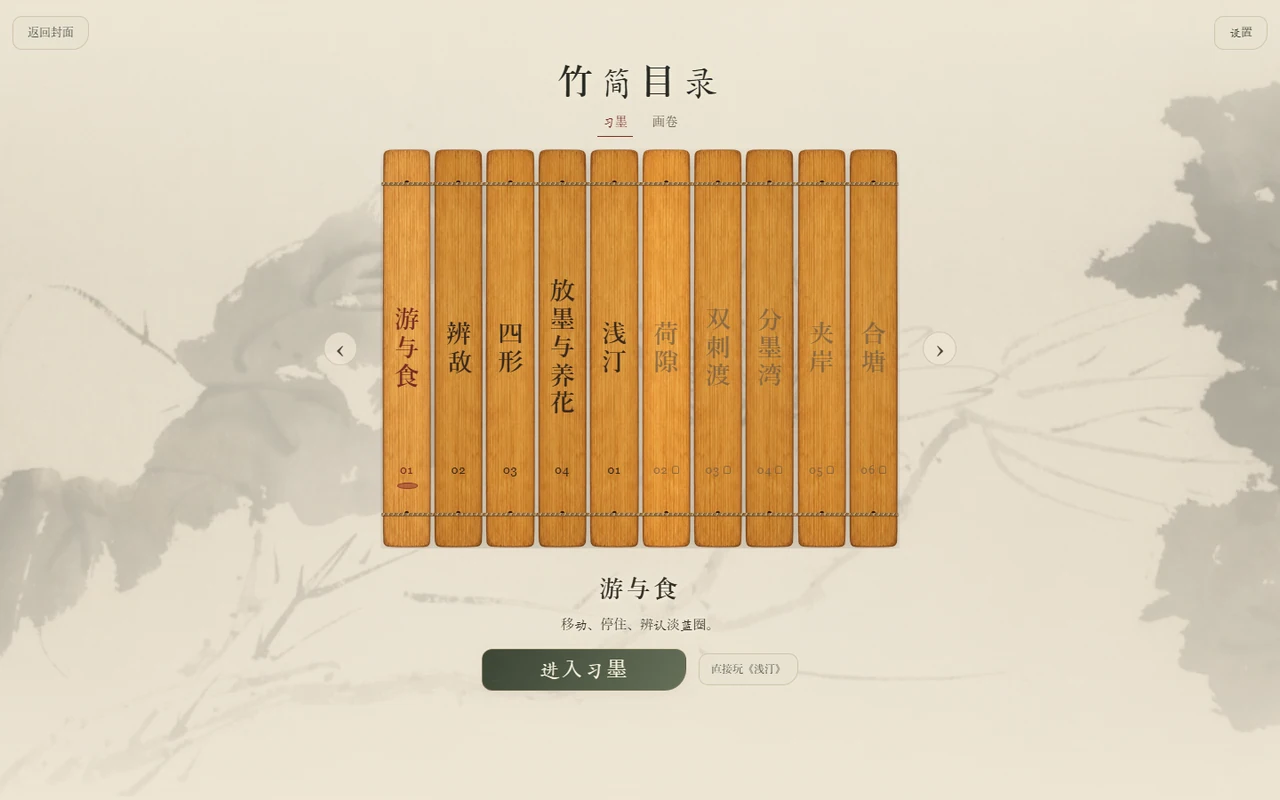 返回封面
设置
竹简目录
习墨
画卷
游与食
01
辨敌
02
四形
03
放墨与养花
04
浅汀
01
荷隙
02
双刺渡
03
分墨湾
04
夹岸
05
合塘
06
游与食
移动、停住、辨认淡蓝圈。
进入习墨
直接玩《浅汀》